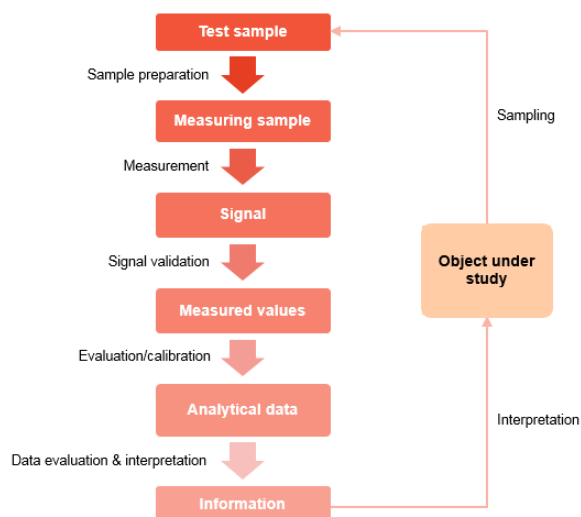 Test sample
Sample preparation
Measuring sample
Sampling
Measurement
Signal
Object under
study
Signal validation
Measured values
Evaluation/calibration
Analytical data
Interpretation
Data evaluation & interpretation
Information